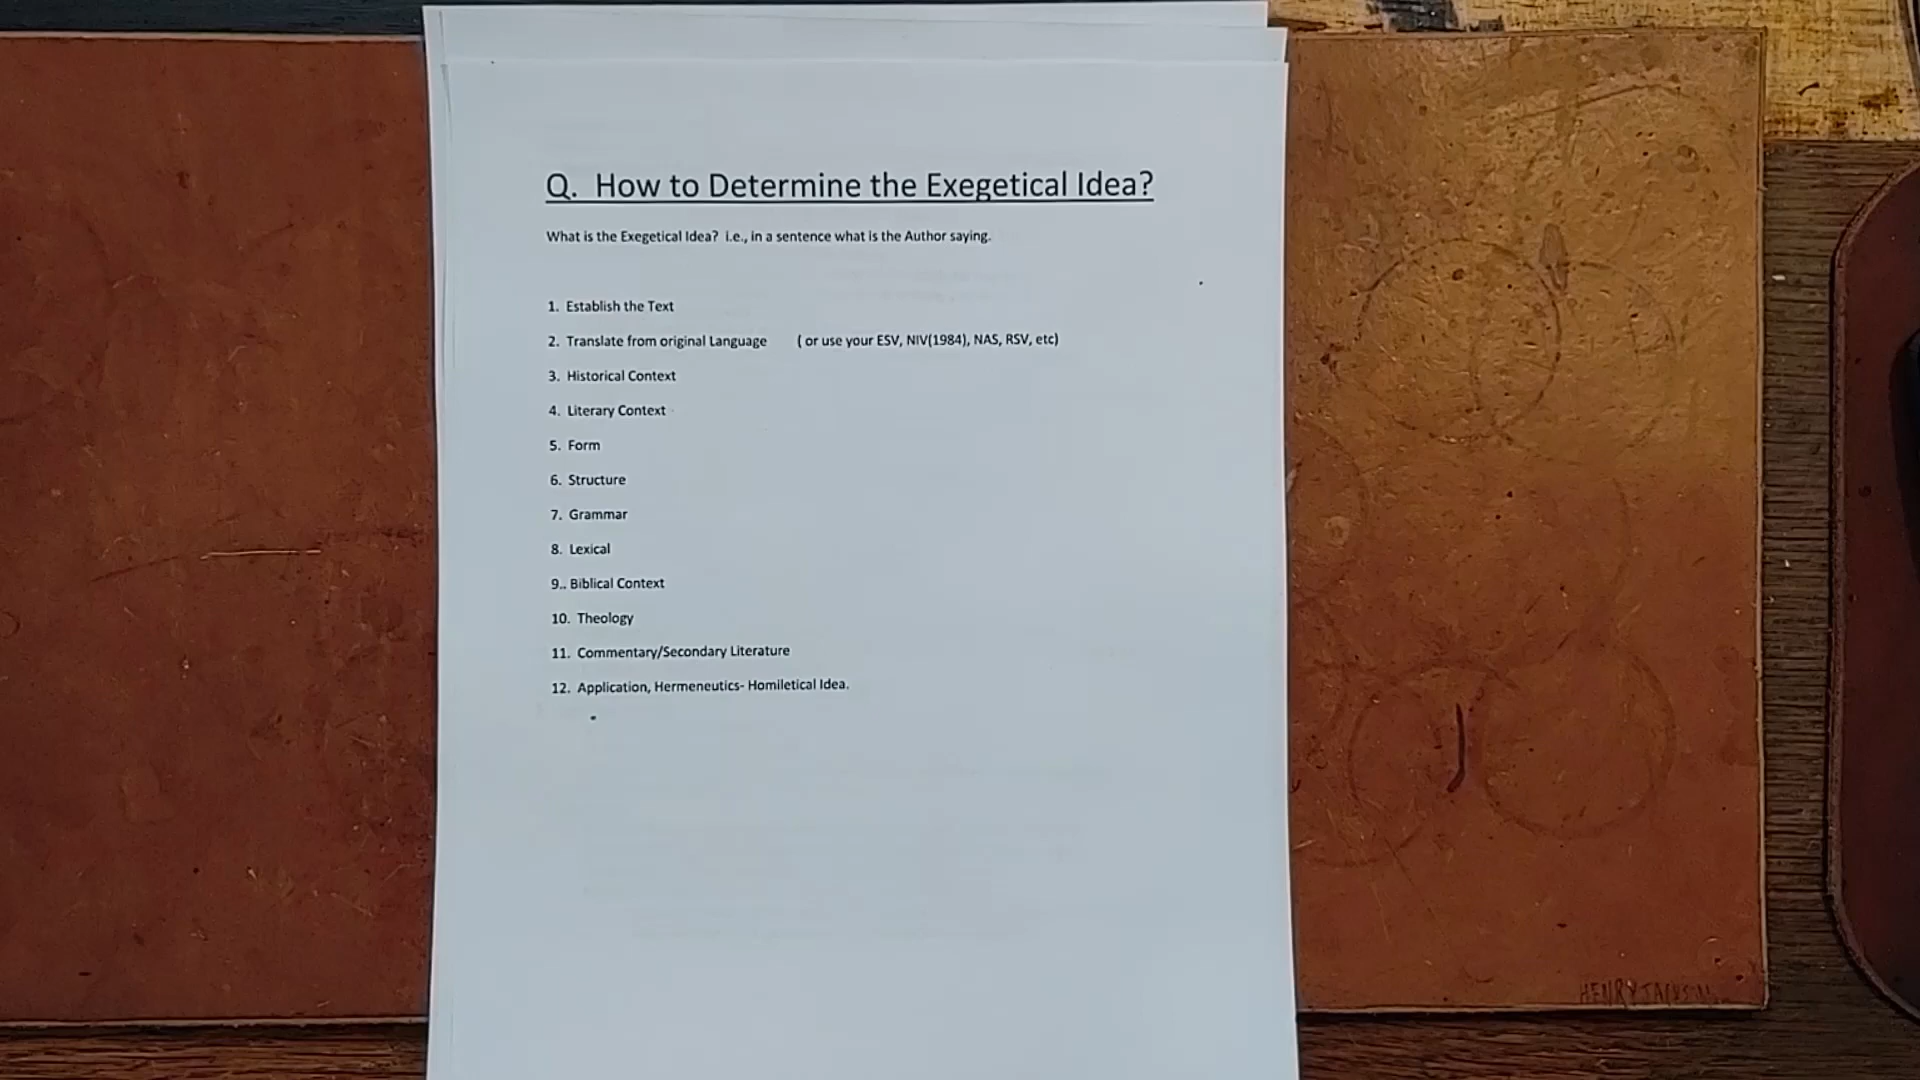 Q. How to Determine the Exegetical Idea?
What is the Exegetical Idea? i.e., in a sentence what is the Author saying.
1. Establish the Text
2. Translate from original Language ( or use your ESV, NIV(1984), NAS, RSV, etc)
3. Historical Context
4. Literary Context
5. Form
6. Structure
7. Grammar
8. Lexical
9.. Biblical Context
10. Theology
11. Commentary/Secondary Literature
12. Application, Hermeneutics- Homiletical Idea.
HENRY